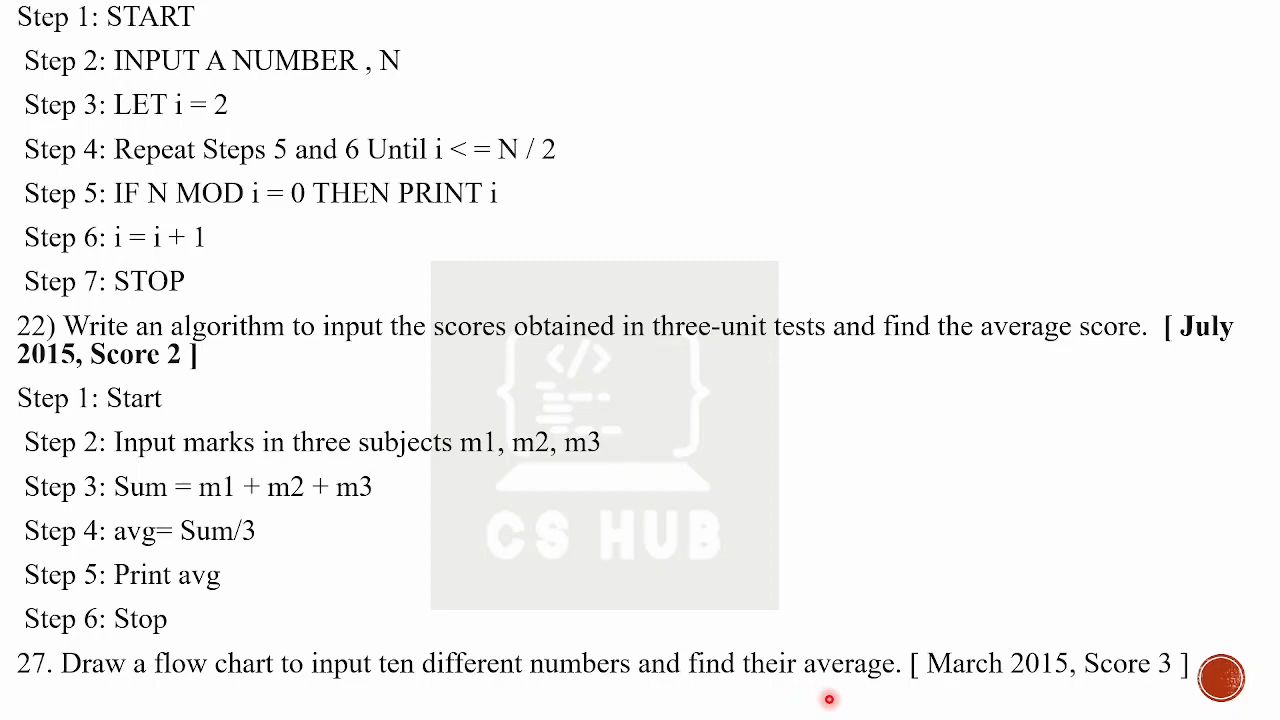 Step 1: START
Step 2: INPUT A NUMBER , N
Step 3: LET i = 2
Step 4: Repeat Steps 5 and 6 Until i < = N / 2
Step 5: IF N MOD i = 0 THEN PRINT i
Step 6: i = i + 1
Step 7: STOP
22) Write an algorithm to input the scores obtained in three-unit tests and find the average score. [ July
2015, Score 2 ]
Step 1: Start
Step 2: Input marks in three subjects m1, m2, m3
Step 3: Sum = m1 + m2 + m3
Step 4: avg= Sum/3
CS HUB
Step 5: Print avg
Step 6: Stop
27. Draw a flow chart to input ten different numbers and find their average. [ March 2015, Score 3 ]